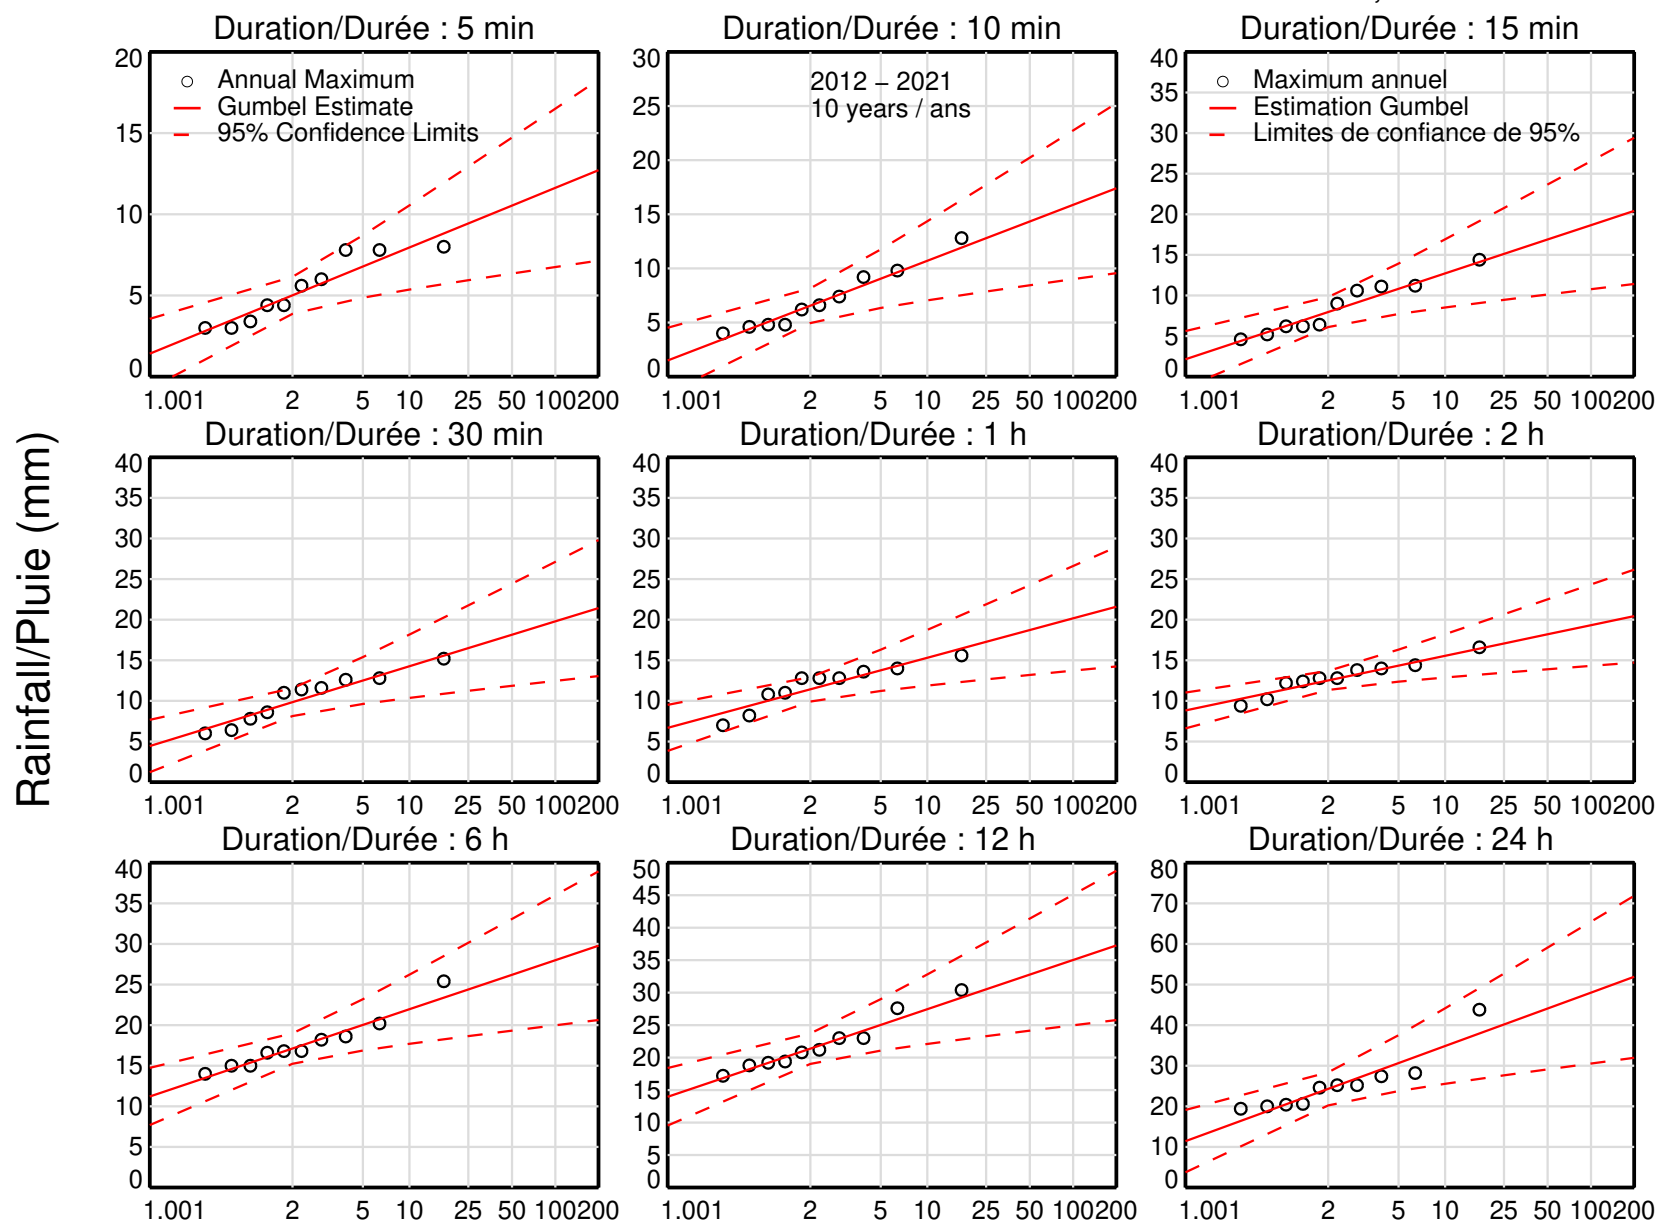 Duration/Durée : 5 min
Duration/Durée : 10 min
Duration/Durée : 15 min
20
15
10
5
0
Annual Maximum
Gumbel Estimate
95% Confidence Limits
1.001 2 5 10 25 50 100200
30
25
20
15
10
5
0
2012 – 2021
10 years / ans
1.001 2 5 10 25 50 100200
40
35
30
25
20
15
10
5
0
Maximum annuel
Estimation Gumbel
Limites de confiance de 95%
1.001 2 5 10 25 50 100200
Rainfall/Pluie (mm)
Duration/Durée : 30 min
Duration/Durée : 1 h
Duration/Durée : 2 h
40
35
30
25
20
15
10
5
0
1.001 2 5 10 25 50 100200
40
35
30
25
20
15
10
5
0
1.001 2 5 10 25 50 100200
40
35
30
25
20
15
10
5
0
1.001 2 5 10 25 50 100200
Duration/Durée : 6 h
Duration/Durée : 12 h
Duration/Durée : 24 h
40
35
30
25
20
15
10
5
0
1.001 2 5 10 25 50 100200
50
45
40
35
30
25
20
15
10
5
0
1.001 2 5 10 25 50 100200
80
70
60
50
40
30
20
10
0
1.001 2 5 10 25 50 100200